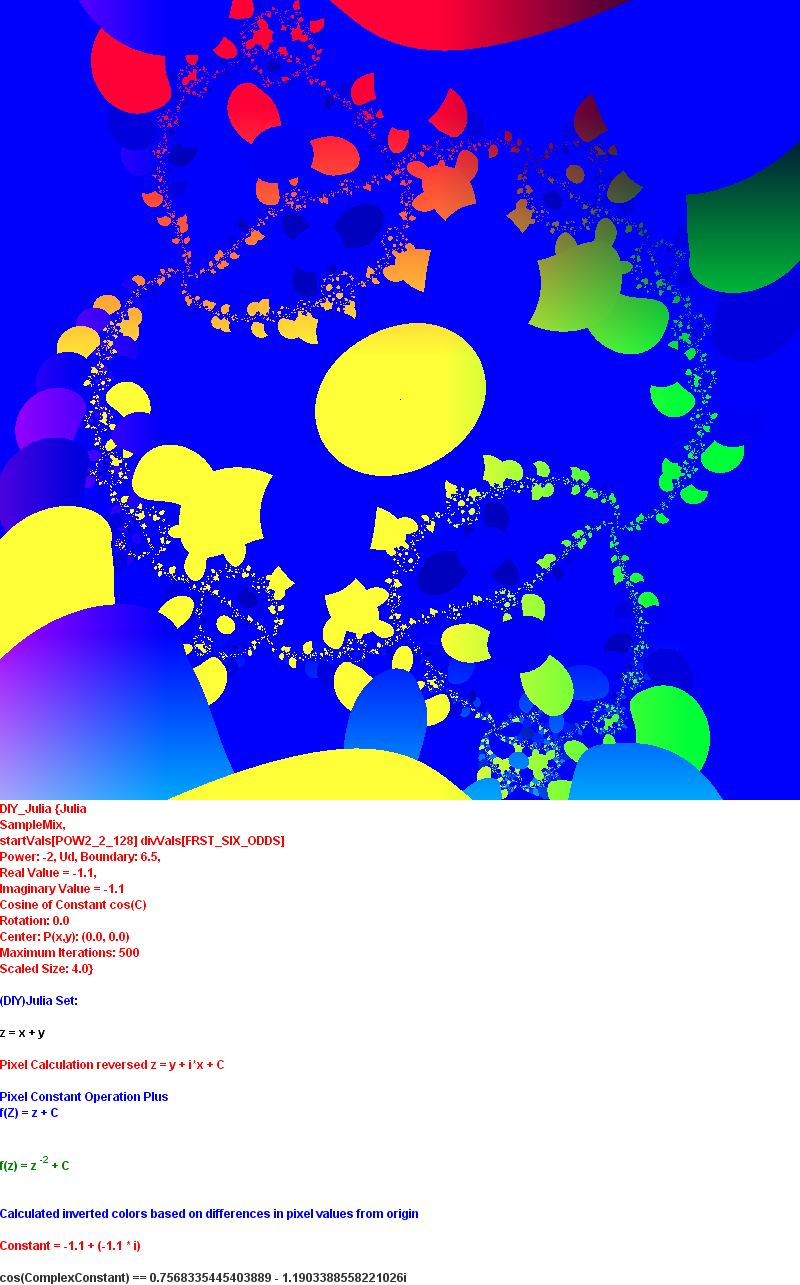 DIY_Julia {Julia
SampleMix,
startVals[POW2_2_128] divVals[FRST_SIX_ODDS]
Power: -2, Ud, Boundary: 6.5,
Real Value = -1.1,
Imaginary Value = -1.1
Cosine of Constant cos(C)
Rotation: 0.0
Center: P(x,y): (0.0, 0.0)
Maximum Iterations: 500
Scaled Size: 4.0}
(DIY)Julia Set:
z = x + y
Pixel Calculation reversed z = y + i*x + C
Pixel Constant Operation Plus
f(Z) = z + C
f(z) = z -2 + C
Calculated inverted colors based on differences in pixel values from origin
Constant = -1.1 + (-1.1 * i)
cos(ComplexConstant) == 0.7568335445403889 - 1.1903388558221026i